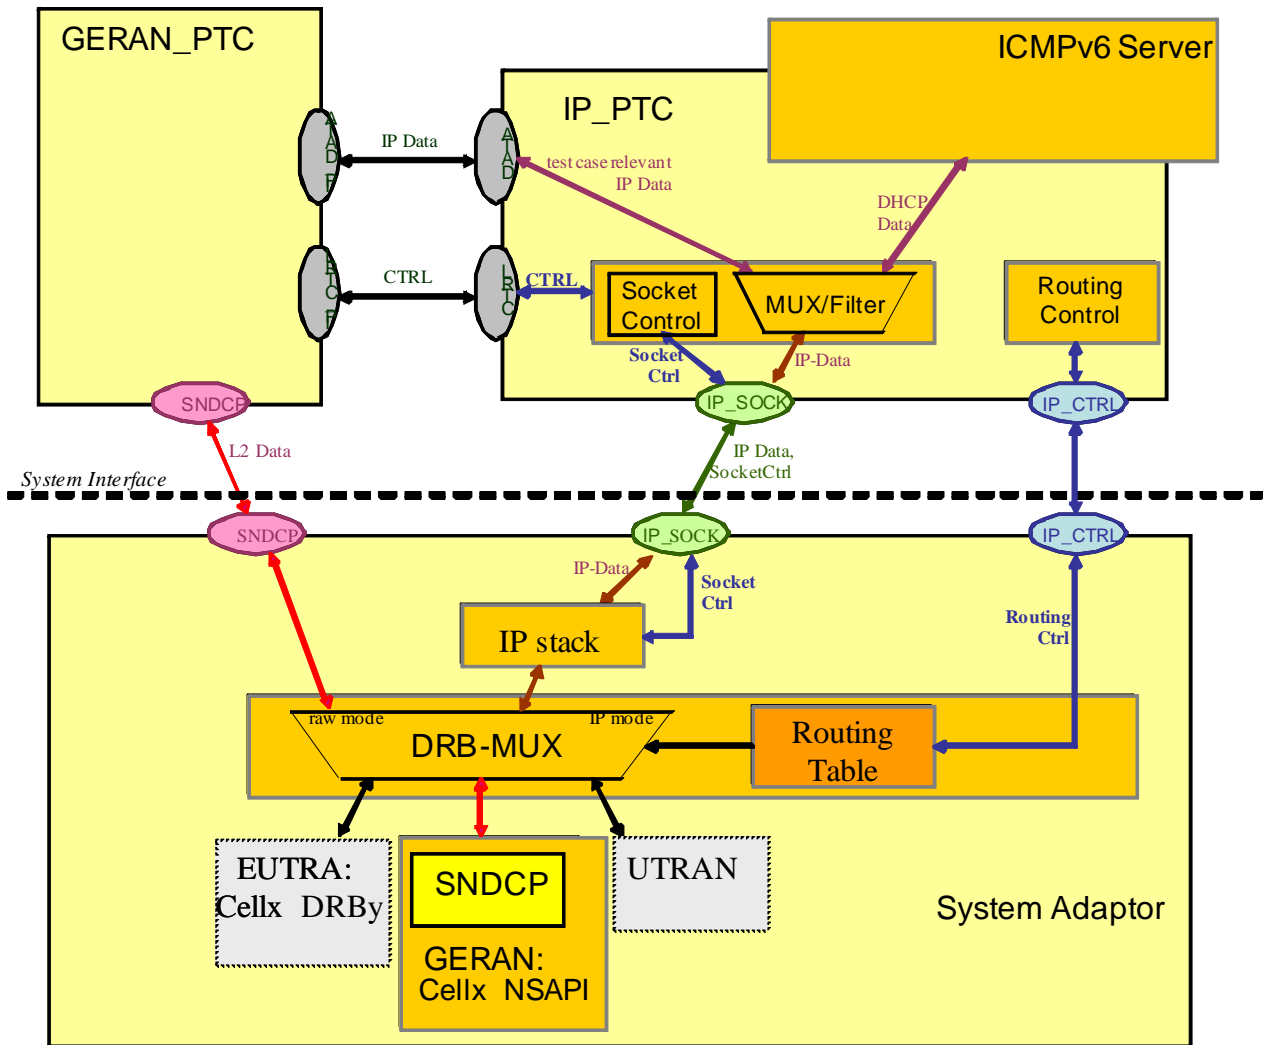 GERAN_PTC
ICMPv6 Server
IP_PTC
IP Data
test case relevant
IP Data
DHCP
Data
CTRL
CTRL
Socket
Control
MUX/Filter
Routing
Control
Socket
Ctrl
IP-Data
SNDCP
IP_SOCK
IP_CTRL
L2 Data
IP Data,
SocketCtrl
System Interface
SNDCP
IP_SOCK
IP_CTRL
IP-Data
Socket
Ctrl
IP stack
Routing
Ctrl
raw mode
IP mode
DRB-MUX
Routing
Table
EUTRA:
Cellx DRBy
SNDCP
GERAN:
Cellx NSAPI
UTRAN
System Adaptor